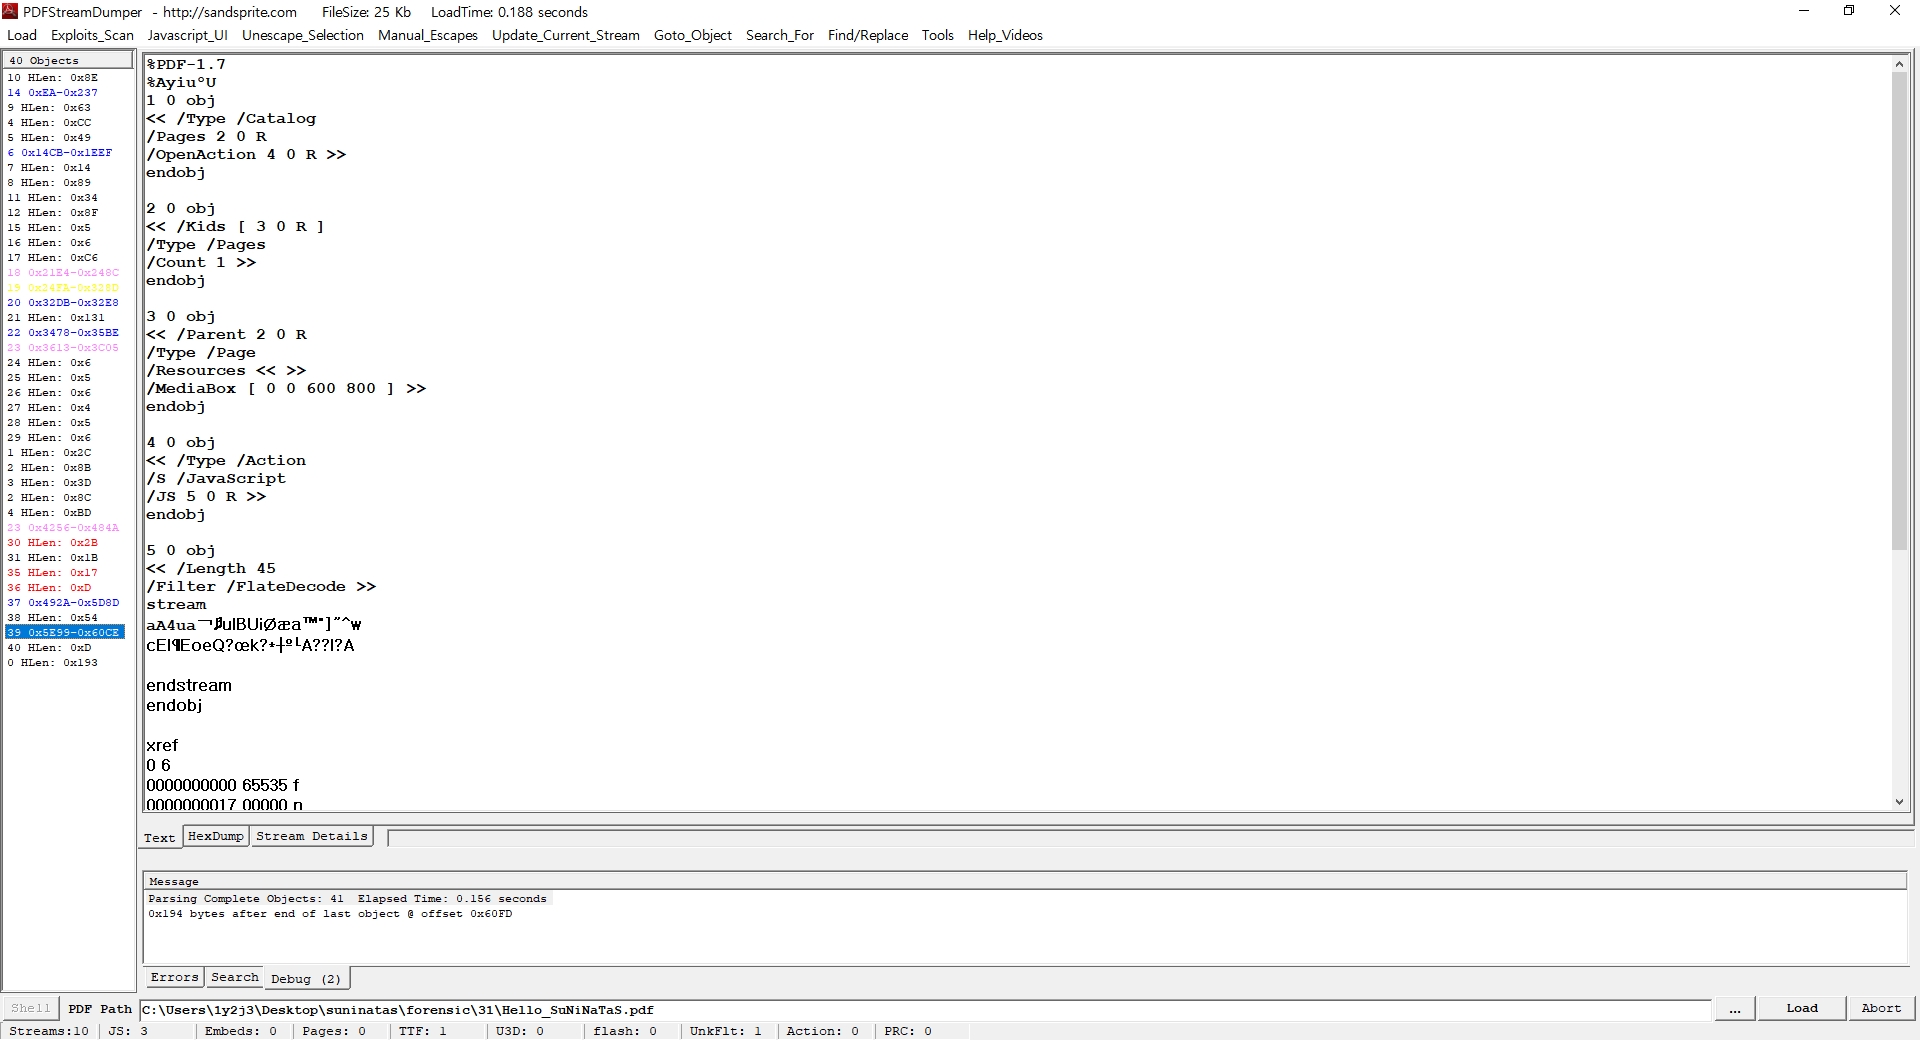 PDFStreamDumper - http://sandsprite.com FileSize: 25 Kb LoadTime: 0.188 seconds
Load Exploits_Scan Javascript_UI Unescape_Selection Manual_Escapes Update_Current_Stream Goto_Object Search_For Find/Replace Tools Help_Videos
40 Objects
10 HLen: 0x8E
14 0xEA-0x237
9 HLen: 0x63
4 HLen: 0xCC
5 HLen: 0x49
6 0x14CB-0x1EEF
7 HLen: 0x14
8 HLen: 0x89
11 HLen: 0x34
12 HLen: 0x8F
15 HLen: 0x5
16 HLen: 0x6
17 HLen: 0xC6
18 0x21E4-0x248C
19
20 0x32DB-0x32E8
21 HLen: 0x131
22 0x3478-0x35BE
23 0x3613-0x3C05
24 HLen: 0x6
25 HLen: 0x5
26 HLen: 0x6
27 HLen: 0x4
28 HLen: 0x5
29 HLen: 0x6
1 HLen: 0x2C
2 HLen: 0x8B
3 HLen: 0x3D
2 HLen: 0x8C
4 HLen: 0xBD
23 0x4256-0x484A
30 HLen: 0x2B
31 HLen: 0x1B
35 HLen: 0x17
36 HLen: 0xD
37 0x492A-0x5D8D
38 HLen: 0x54
39 0x5E99-0x60CE
40 HLen: 0xD
0 HLen: 0x193
%PDF-1.7
%Ayiu°U
1 0 obj
<< /Type /Catalog
/Pages 2 0 R
/OpenAction 4 0 R >>
endobj
2 0 obj
<< /Kids [ 3 0 R ]
/Type /Pages
/Count 1 >>
endobj
3 0 obj
<< /Parent 2 0 R
/Type /Page
/Resources << >>
/MediaBox [ 0 0 600 800 ] >>
endobj
4 0 obj
<< /Type /Action
/S /JavaScript
/JS 5 0 R >>
endobj
5 0 obj
<< /Length 45
/Filter /FlateDecode >>
stream
endstream
endobj
xref
0 6
0000000000 65535 f
0000000017 00000 n
Text HexDump Stream Details
Message
Parsing Complete Objects: 41 Elapsed Time: 0.156 seconds
0x194 bytes after end of last object @ offset 0x60FD
Errors Search Debug (2)
Shell PDF Path C:\Users\1y2j3\Desktop\suninatas\forensic\31\Hello_SuNiNaTaS.pdf ... Load Abort
Streams:10 JS: 3 Embeds: 0 Pages: 0 TTF: 1 U3D: 0 flash: 0 UnkFlt: 1 Action: 0 PRC: 0